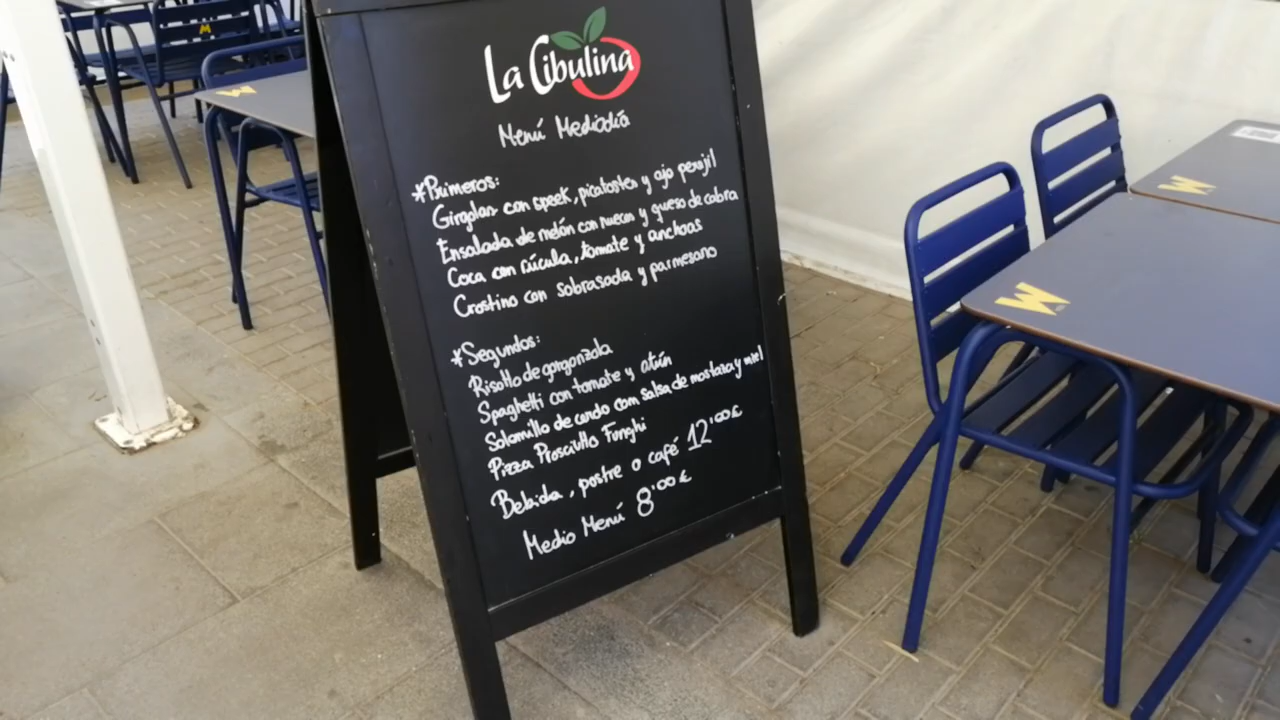 La Cibulina
Menú Mediodía
*Primeros:
Girgolas con speek, picatostes y ajo perejil
Ensalada de melón con nueces y queso de cabra
Coca con rúcula, tomate y anchoas
Crostino con sobrasada y parmesano
*Segundos:
Risotto de gorgonzola
Spaghetti con tomate y atún
Solomillo de cerdo com salsa de mostaza y miel
Pizza Prosciutto Funghi
Bebida, postre o café 12'00€
Medio Menú 8'00€
W
W
W